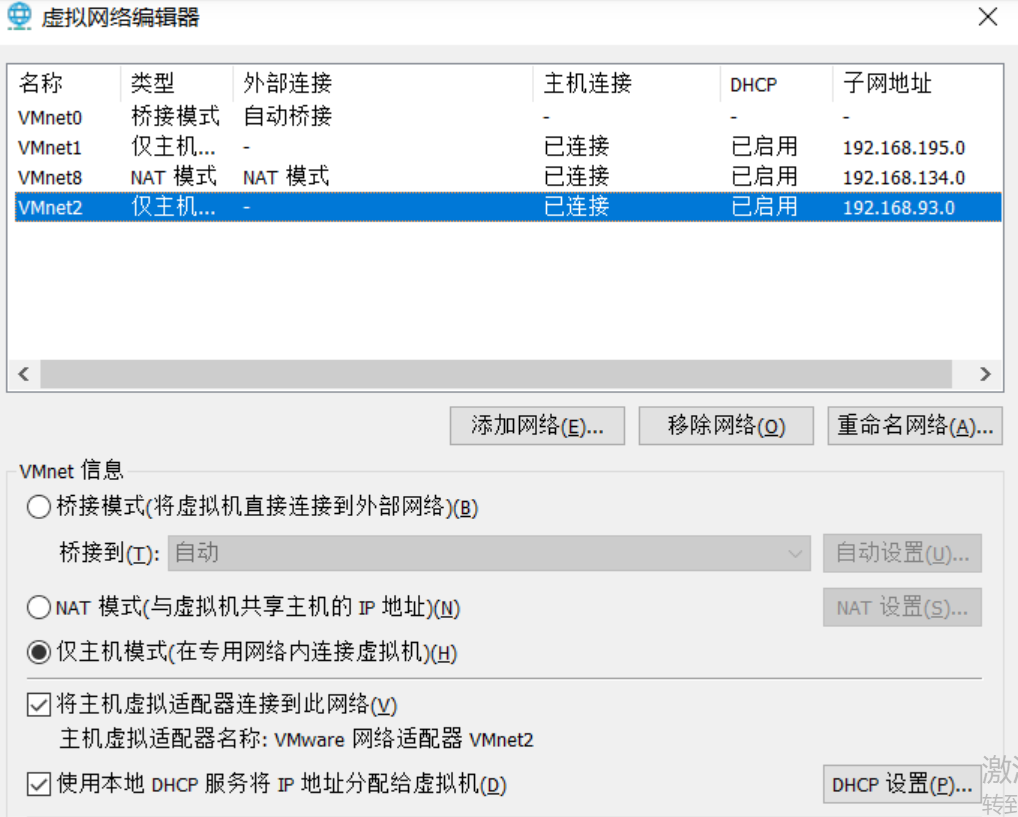 虚拟网络编辑器
名称 类型 外部连接 主机连接 DHCP 子网地址
VMnet0 桥接模式 自动桥接 - - -
VMnet1 仅主机... - 已连接 已启用 192.168.195.0
VMnet8 NAT 模式 NAT 模式 已连接 已启用 192.168.134.0
VMnet2 仅主机... - 已连接 已启用 192.168.93.0
添加网络(E)... 移除网络(O) 重命名网络(A)...
VMnet 信息
桥接模式(将虚拟机直接连接到外部网络)(B)
桥接到(T): 自动 自动设置(U)...
NAT 模式(与虚拟机共享主机的 IP 地址)(N) NAT 设置(S)...
仅主机模式(在专用网络内连接虚拟机)(H)
将主机虚拟适配器连接到此网络(V)
主机虚拟适配器名称: VMware 网络适配器 VMnet2
使用本地 DHCP 服务将 IP 地址分配给虚拟机(D) DHCP 设置(P)...
转到